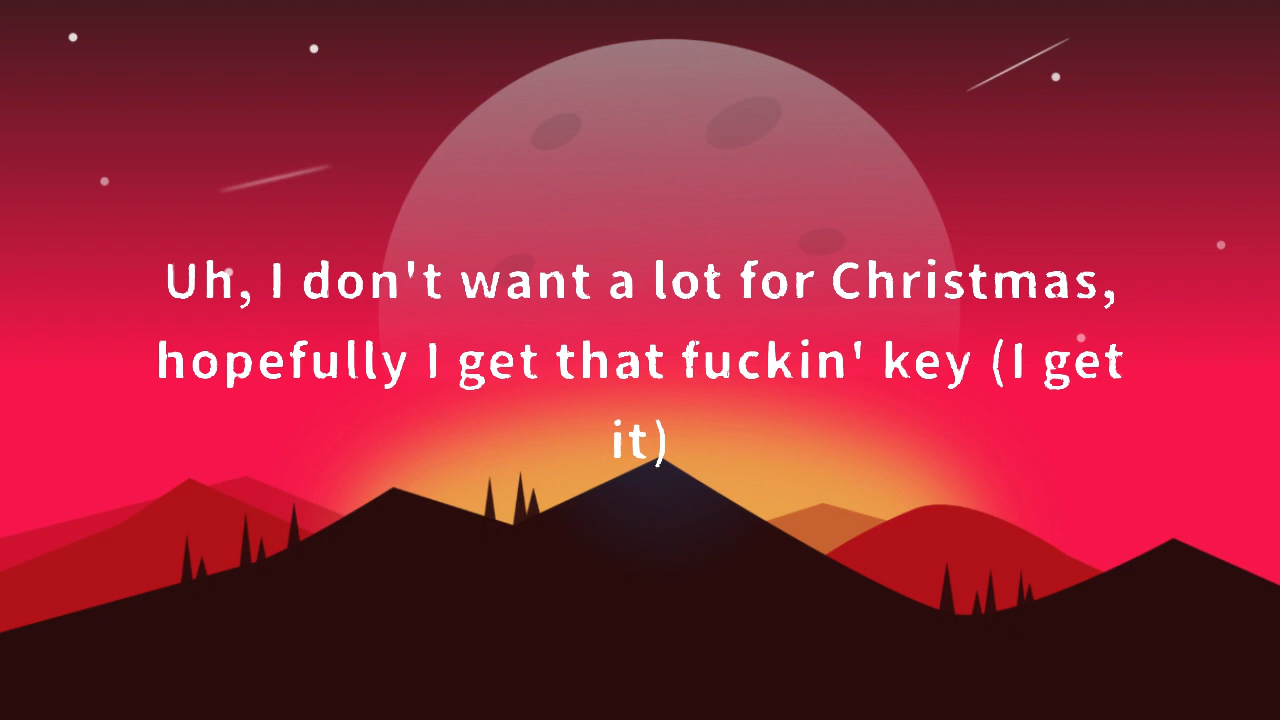 Uh, I don't want a lot for Christmas,
hopefully I get that fuckin' key (I get
it)